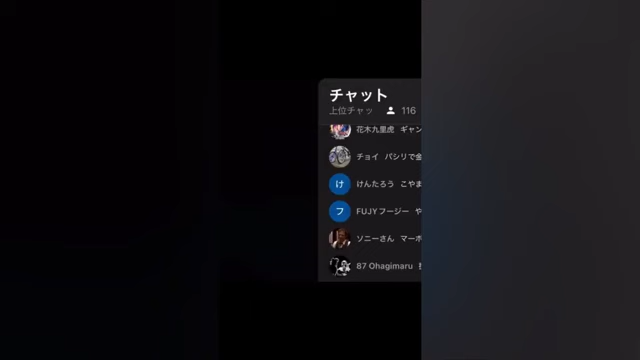 チャット
上位チャッ 116
花木九里虎 ギャン
チョイ パシリで金
け けんたろう こやま
フ FUJYフージー や
ソニーさん マーボ
87 Ohagimaru